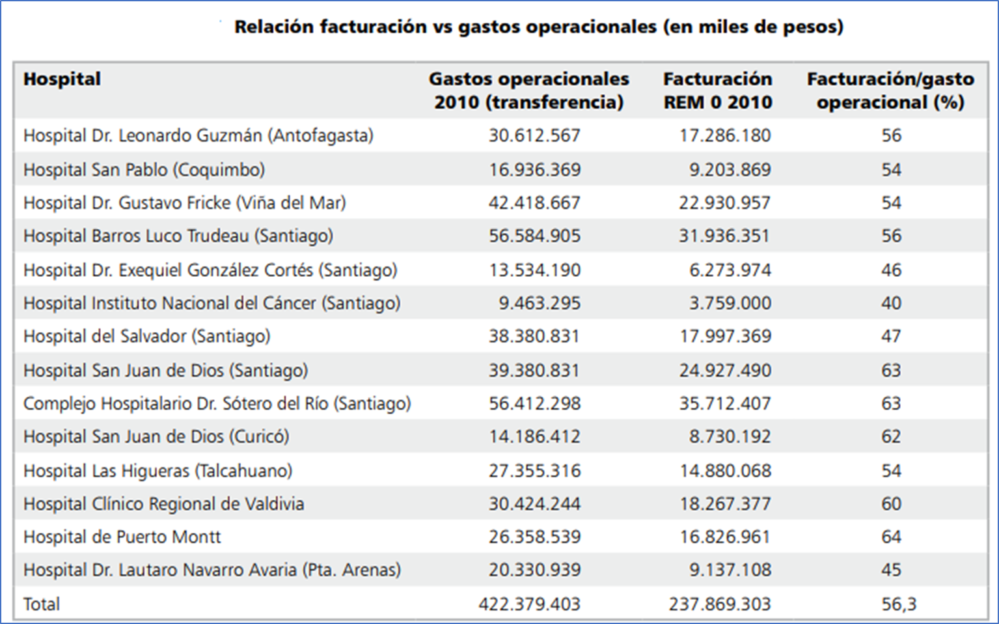 Relación facturación vs gastos operacionales (en miles de pesos)
Hospital Gastos operacionales 2010 (transferencia) Facturación REM 0 2010 Facturación/gasto operacional (%)
Hospital Dr. Leonardo Guzmán (Antofagasta) 30.612.567 17.286.180 56
Hospital San Pablo (Coquimbo) 16.936.369 9.203.869 54
Hospital Dr. Gustavo Fricke (Viña del Mar) 42.418.667 22.930.957 54
Hospital Barros Luco Trudeau (Santiago) 56.584.905 31.936.351 56
Hospital Dr. Exequiel González Cortés (Santiago) 13.534.190 6.273.974 46
Hospital Instituto Nacional del Cáncer (Santiago) 9.463.295 3.759.000 40
Hospital del Salvador (Santiago) 38.380.831 17.997.369 47
Hospital San Juan de Dios (Santiago) 39.380.831 24.927.490 63
Complejo Hospitalario Dr. Sótero del Río (Santiago) 56.412.298 35.712.407 63
Hospital San Juan de Dios (Curicó) 14.186.412 8.730.192 62
Hospital Las Higueras (Talcahuano) 27.355.316 14.880.068 54
Hospital Clínico Regional de Valdivia 30.424.244 18.267.377 60
Hospital de Puerto Montt 26.358.539 16.826.961 64
Hospital Dr. Lautaro Navarro Avaria (Pta. Arenas) 20.330.939 9.137.108 45
Total 422.379.403 237.869.303 56,3